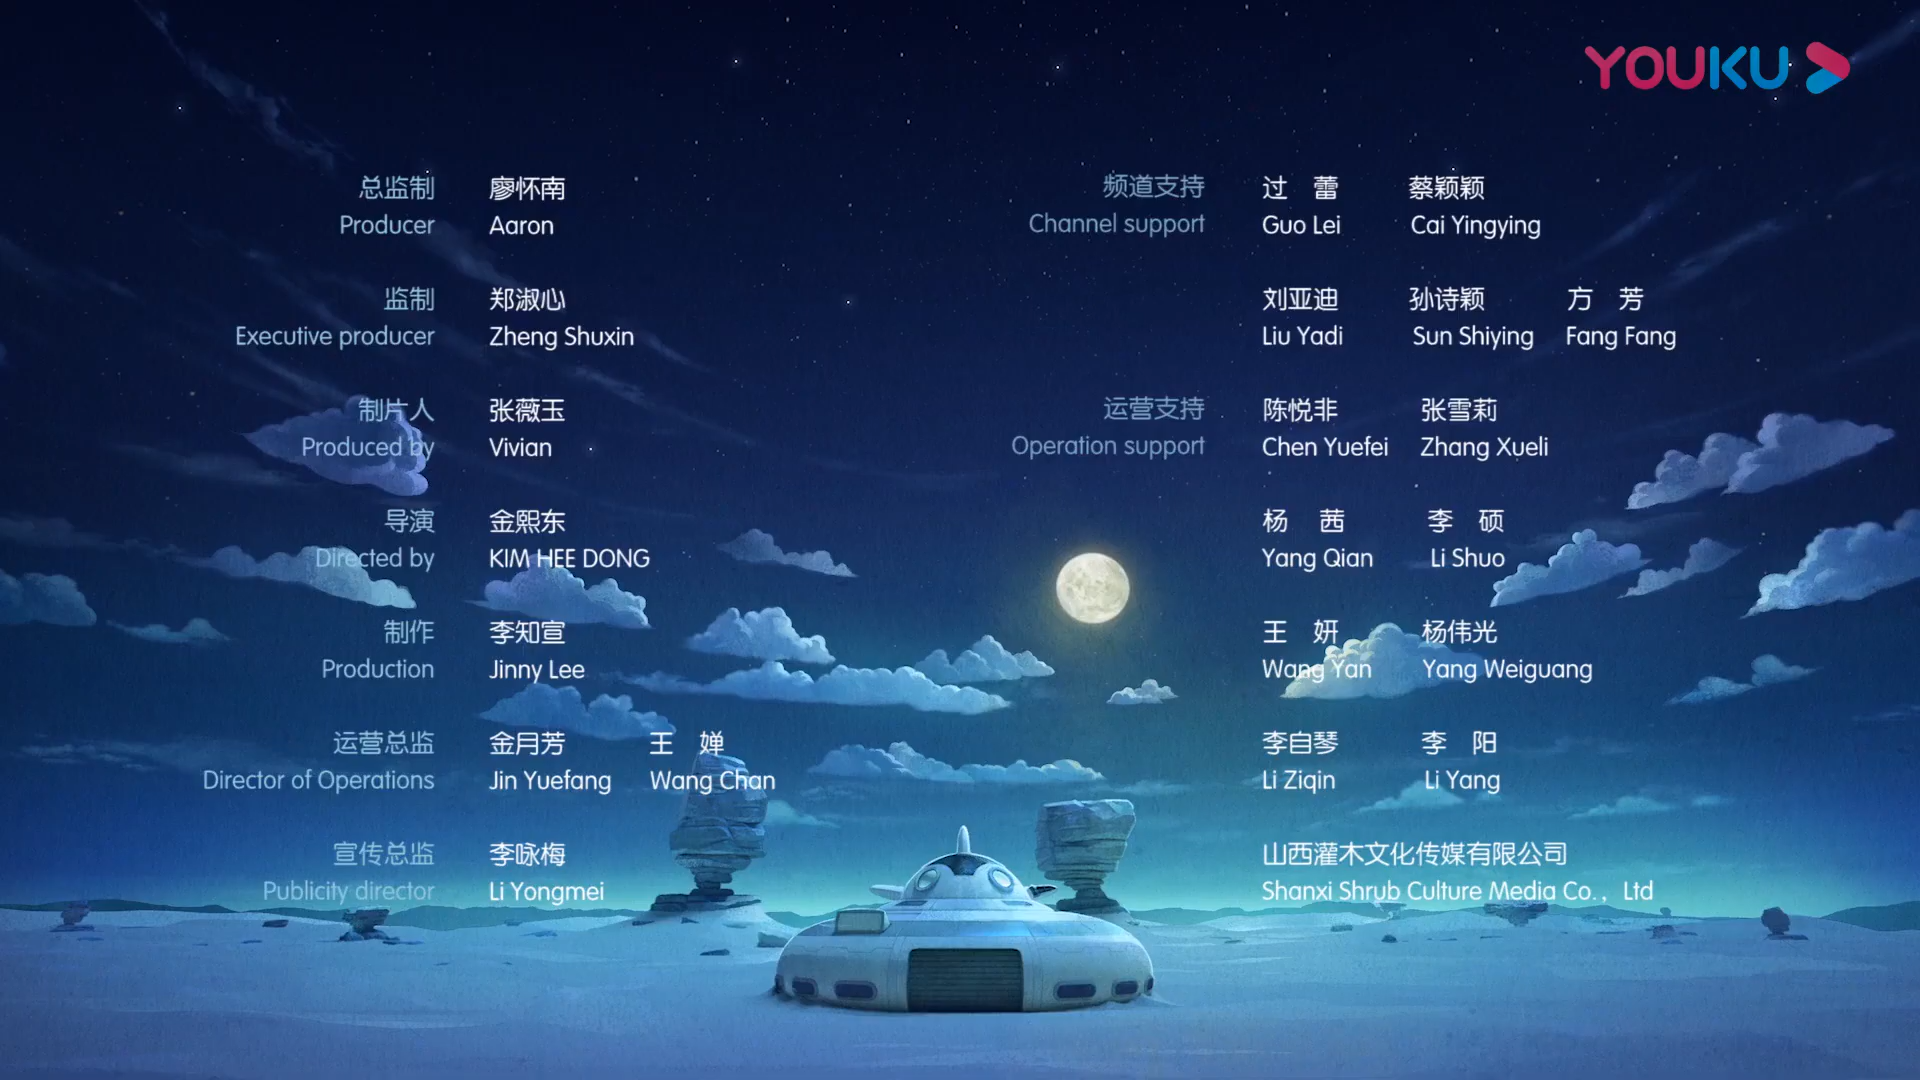 YOUKU
总监制 廖怀南
Producer Aaron
监制 郑淑心
Executive producer Zheng Shuxin
制片人 张薇玉
Produced by Vivian
导演 金熙东
Directed by KIM HEE DONG
制作 李知宣
Production Jinny Lee
运营总监 金月芳 王 婵
Director of Operations Jin Yuefang Wang Chan
宣传总监 李咏梅
Publicity director Li Yongmei
频道支持 过 蕾 蔡颖颖
Channel support Guo Lei Cai Yingying
刘亚迪 孙诗颖 方 芳
Liu Yadi Sun Shiying Fang Fang
运营支持 陈悦非 张雪莉
Operation support Chen Yuefei Zhang Xueli
杨 茜 李 硕
Yang Qian Li Shuo
王 妍 杨伟光
Wang Yan Yang Weiguang
李自琴 李 阳
Li Ziqin Li Yang
山西灌木文化传媒有限公司
Shanxi Shrub Culture Media Co., Ltd